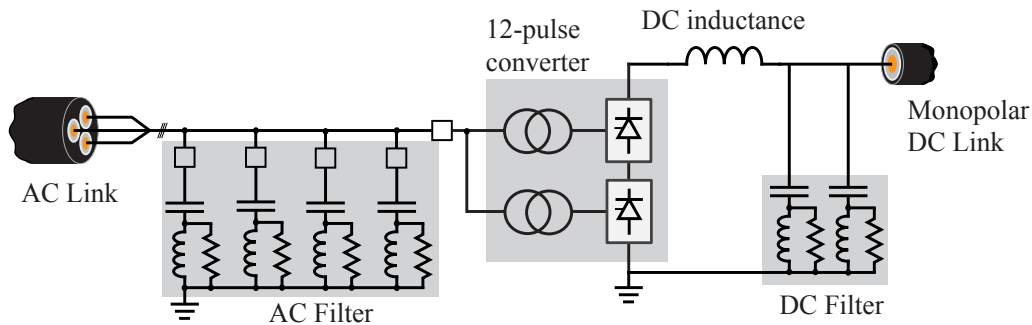 DC inductance
12-pulse
converter
Monopolar
DC Link
AC Link
AC Filter
DC Filter